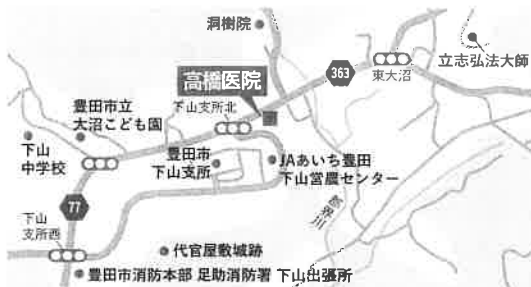 洞樹院
363
東大沼
立志弘法大師
高橋医院
下山支所北
豊田市立
大沼こども園
下山
中学校
豊田市
下山支所
JAあいち豊田
下山営農センター
77
下山
支所西
郡界川
代官屋敷城跡
豊田市消防本部 足助消防署 下山出張所